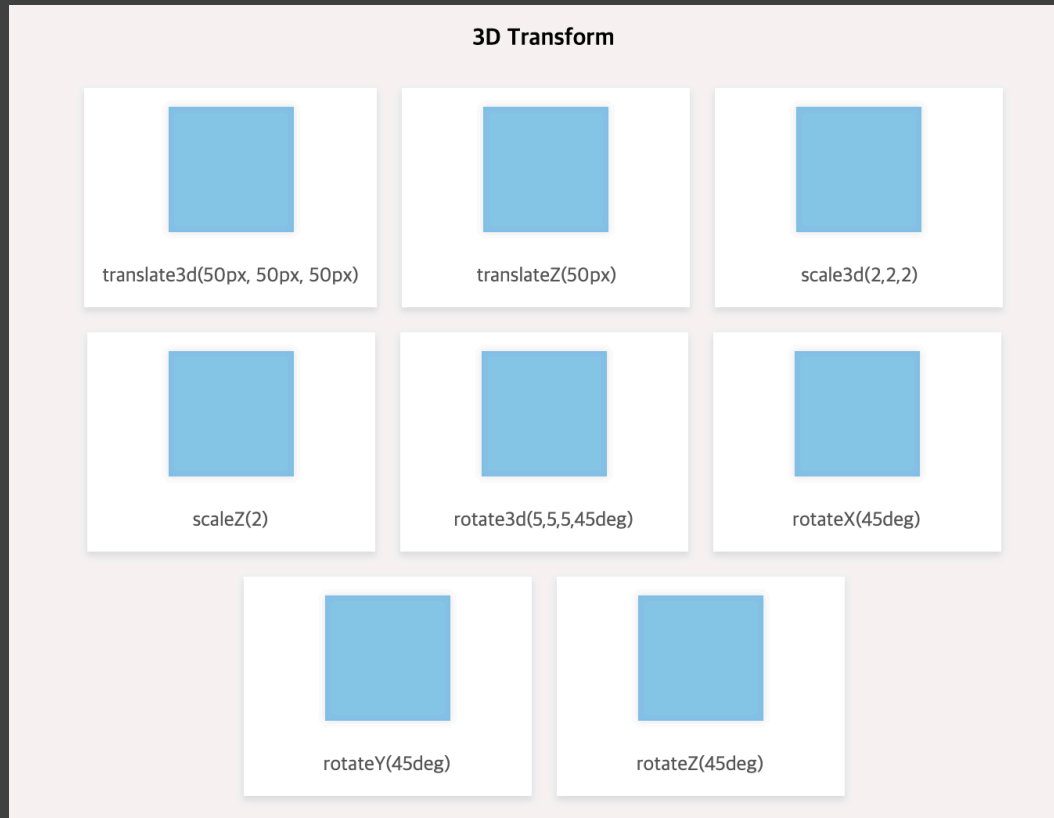 3D Transform
translate3d(50px, 50px, 50px)
translateZ(50px)
scale3d(2,2,2)
scaleZ(2)
rotate3d(5,5,5,45deg)
rotateX(45deg)
rotateY(45deg)
rotateZ(45deg)